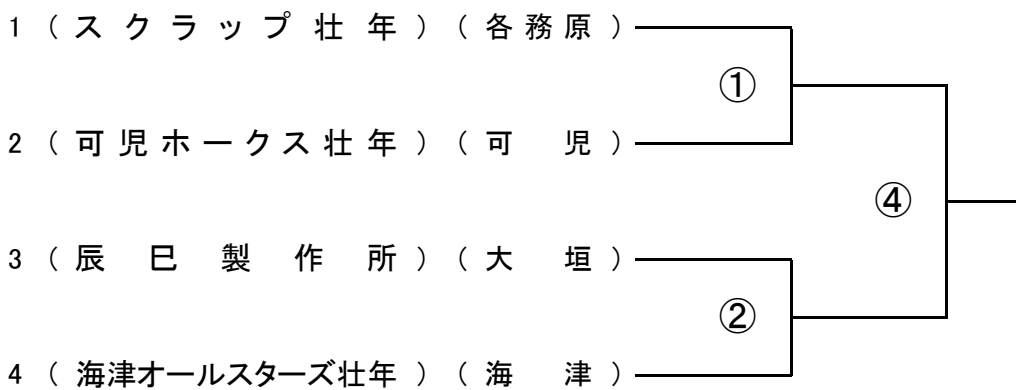 1 （スクラップ壮年）（各務原）
①
2 （可児ホークス壮年）（可児）
④
3 （辰巳製作所）（大垣）
②
4 （海津オールスターズ壮年）（海津）